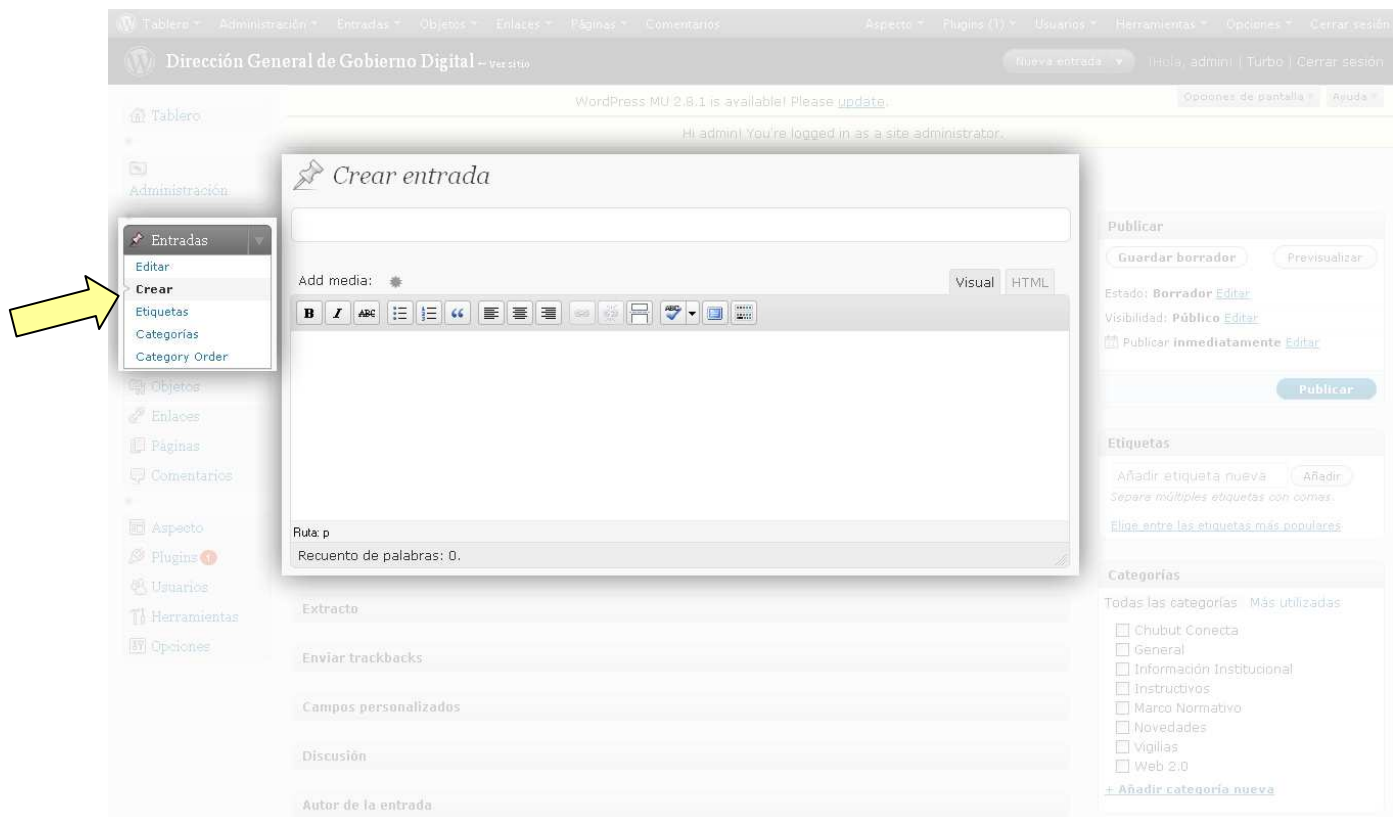 Tablero Administración Entradas Objetos Enlaces Páginas Comentarios Aspecto Plugins (1) Usuarios Herramientas Opciones Cerrar sesión
Dirección General de Gobierno Digital – Ver sitio Nueva entrada ¡Hola, admin! | Turbo | Cerrar sesión
WordPress MU 2.8.1 is available! Please update. Opciones de pantalla Ayuda
Hi admin! You're logged in as a site administrator.
Tablero
Administración
Entradas
Editar
Crear
Etiquetas
Categorías
Category Order
Objetos
Enlaces
Páginas
Comentarios
Aspecto
Plugins 1
Usuarios
Herramientas
Opciones
Crear entrada
Add media: Visual HTML
B I ABC ABC
Ruta: p
Recuento de palabras: 0.
Extracto
Enviar trackbacks
Campos personalizados
Discusión
Autor de la entrada
Publicar
Guardar borrador Previsualizar
Estado: Borrador Editar
Visibilidad: Público Editar
Publicar inmediatamente Editar
Publicar
Etiquetas
Añadir etiqueta nueva Añadir
Separa múltiples etiquetas con comas.
Elige entre las etiquetas más populares
Categorías
Todas las categorías Más utilizadas
Chubut Conecta
General
Información Institucional
Instructivos
Marco Normativo
Novedades
Vigilias
Web 2.0
+ Añadir categoría nueva